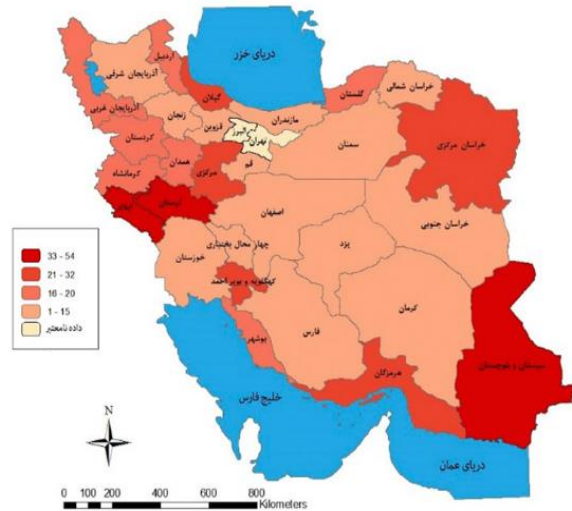 دریای خزر
اردبیل
آذربایجان شرقی
گیلان
گلستان
خراسان شمالی
آذربایجان غربی
زنجان
قزوین
البرز
تهران
مازندران
سمنان
خراسان مرکزی
کردستان
همدان
مرکزی
قم
کرمانشاه
ایلام
لرستان
اصفهان
خراسان جنوبی
یزد
چهار محال بختیاری
خوزستان
کهگیلویه و بویر احمد
کرمان
فارس
بوشهر
سیستان و بلوچستان
هرمزگان
خلیج فارس
دریای عمان
33 - 54
21 - 32
16 - 20
1 - 15
داده نامعتبر
N
0 100 200 400 600 800
Kilometers